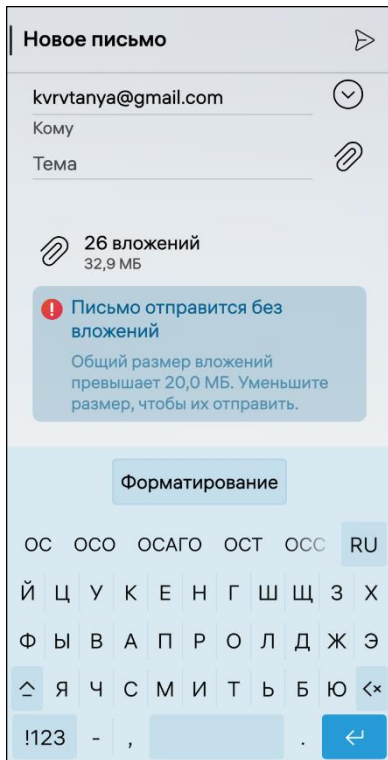 Новое письмо
kvrvtanya@gmail.com
Кому
Тема
26 вложений
32,9 МБ
Письмо отправится без
вложений
Общий размер вложений
превышает 20,0 МБ. Уменьшите
размер, чтобы их отправить.
Форматирование
ОС ОСО ОСАГО ОСТ ОСС RU
Й Ц У К Е Н Г Ш Щ З Х
Ф Ы В А П Р О Л Д Ж Э
Я Ч С М И Т Ь Б Ю
!123 - , .